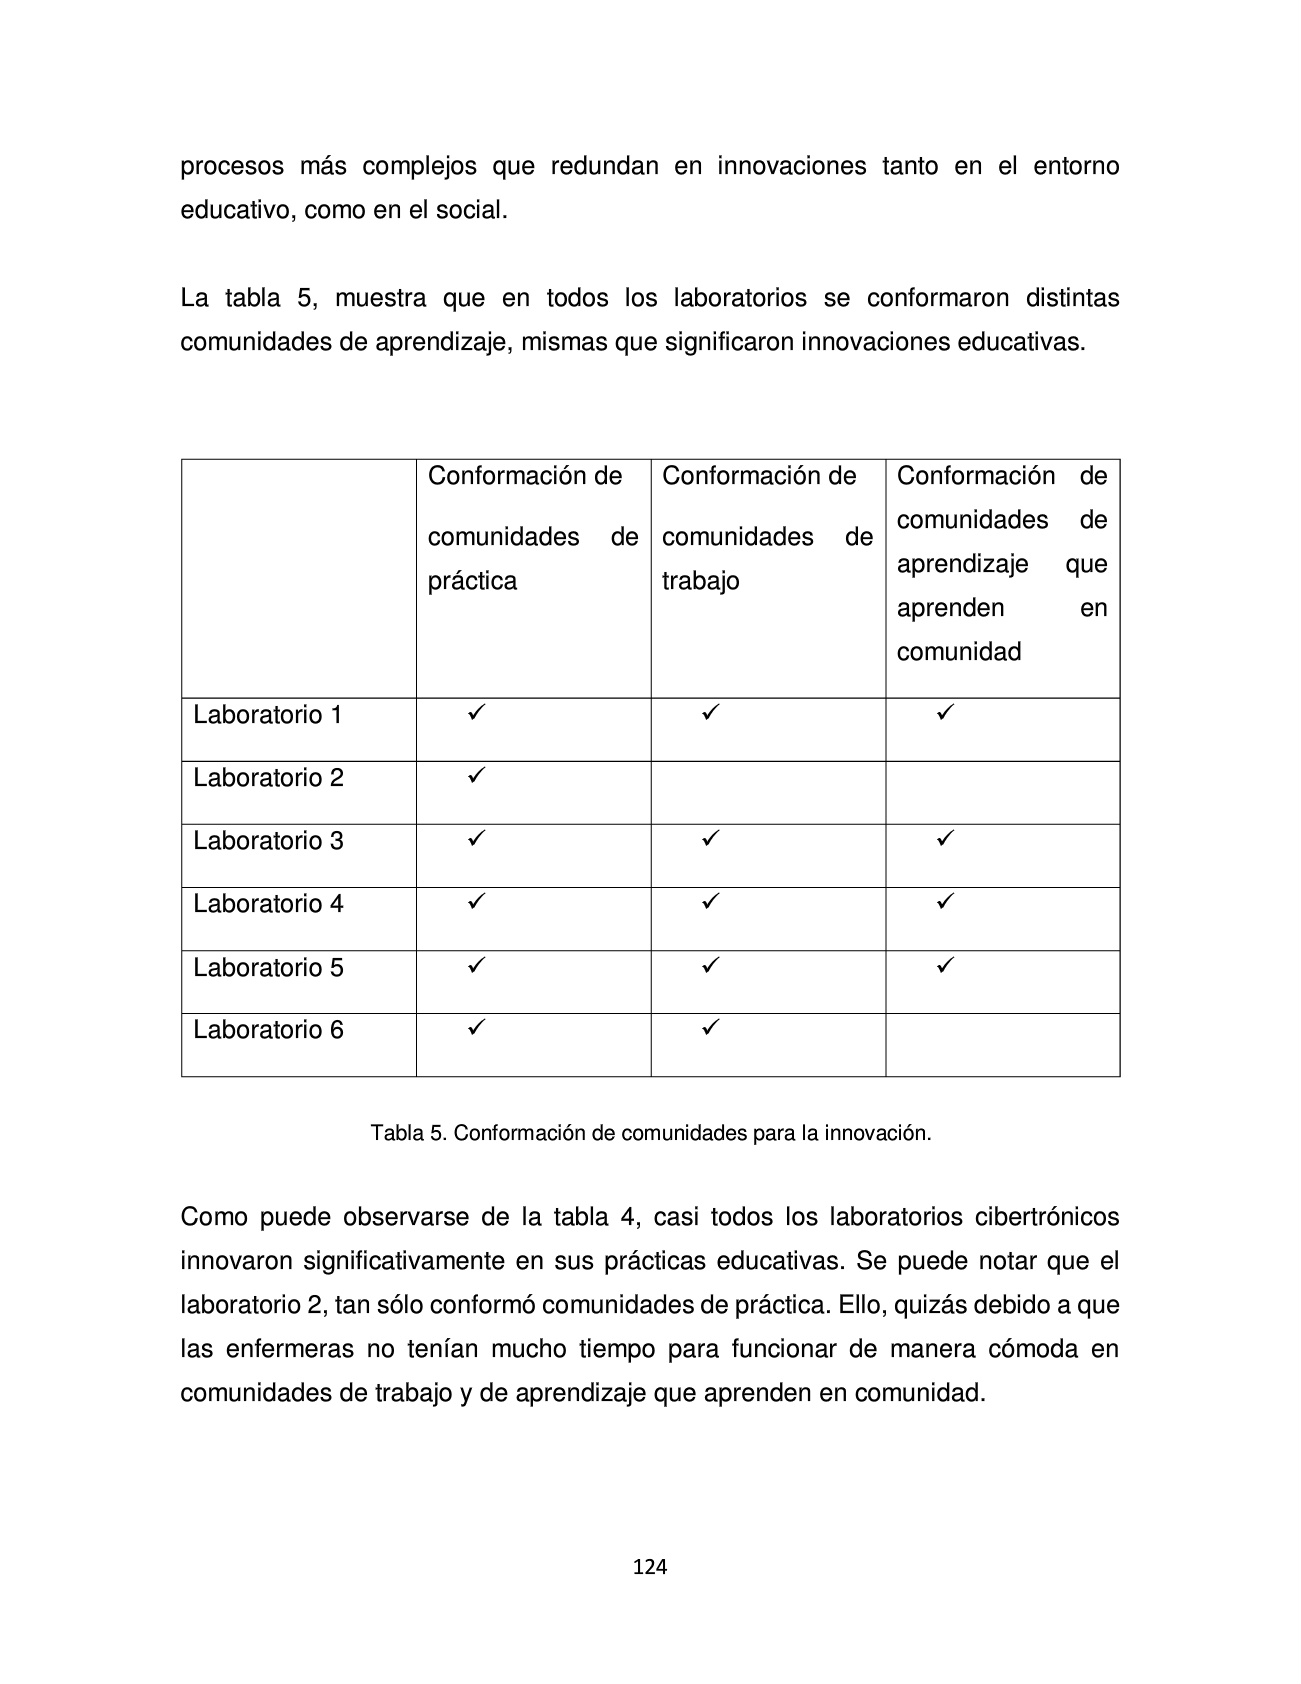 procesos más complejos que redundan en innovaciones tanto en el entorno
educativo, como en el social.
La tabla 5, muestra que en todos los laboratorios se conformaron distintas
comunidades de aprendizaje, mismas que significaron innovaciones educativas.
Conformación de
comunidades de
práctica
Conformación de
comunidades de
trabajo
Conformación de
comunidades de
aprendizaje que
aprenden en
comunidad
Laboratorio 1 ✓ ✓ ✓
Laboratorio 2 ✓
Laboratorio 3 ✓ ✓ ✓
Laboratorio 4 ✓ ✓ ✓
Laboratorio 5 ✓ ✓ ✓
Laboratorio 6 ✓ ✓
Tabla 5. Conformación de comunidades para la innovación.
Como puede observarse de la tabla 4, casi todos los laboratorios cibertrónicos
innovaron significativamente en sus prácticas educativas. Se puede notar que el
laboratorio 2, tan sólo conformó comunidades de práctica. Ello, quizás debido a que
las enfermeras no tenían mucho tiempo para funcionar de manera cómoda en
comunidades de trabajo y de aprendizaje que aprenden en comunidad.
124